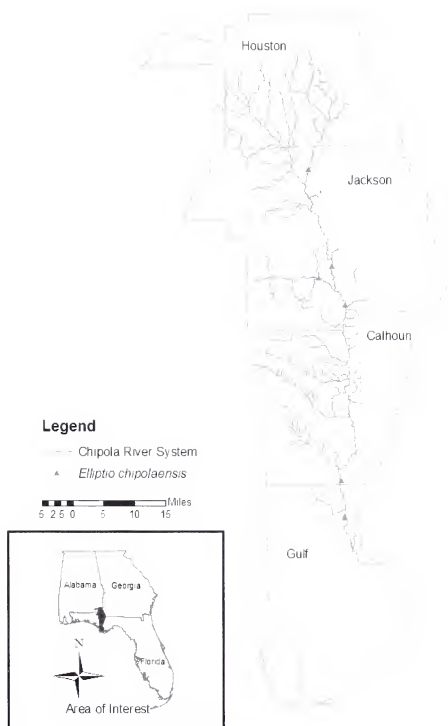 Houston
Jackson
Calhoun
Legend
Chipola River System
Elliptio chipolaensis
Miles
5 2.5 0 5 10 15
Gulf
Alabama
Georgia
N
Florida
Area of Interest